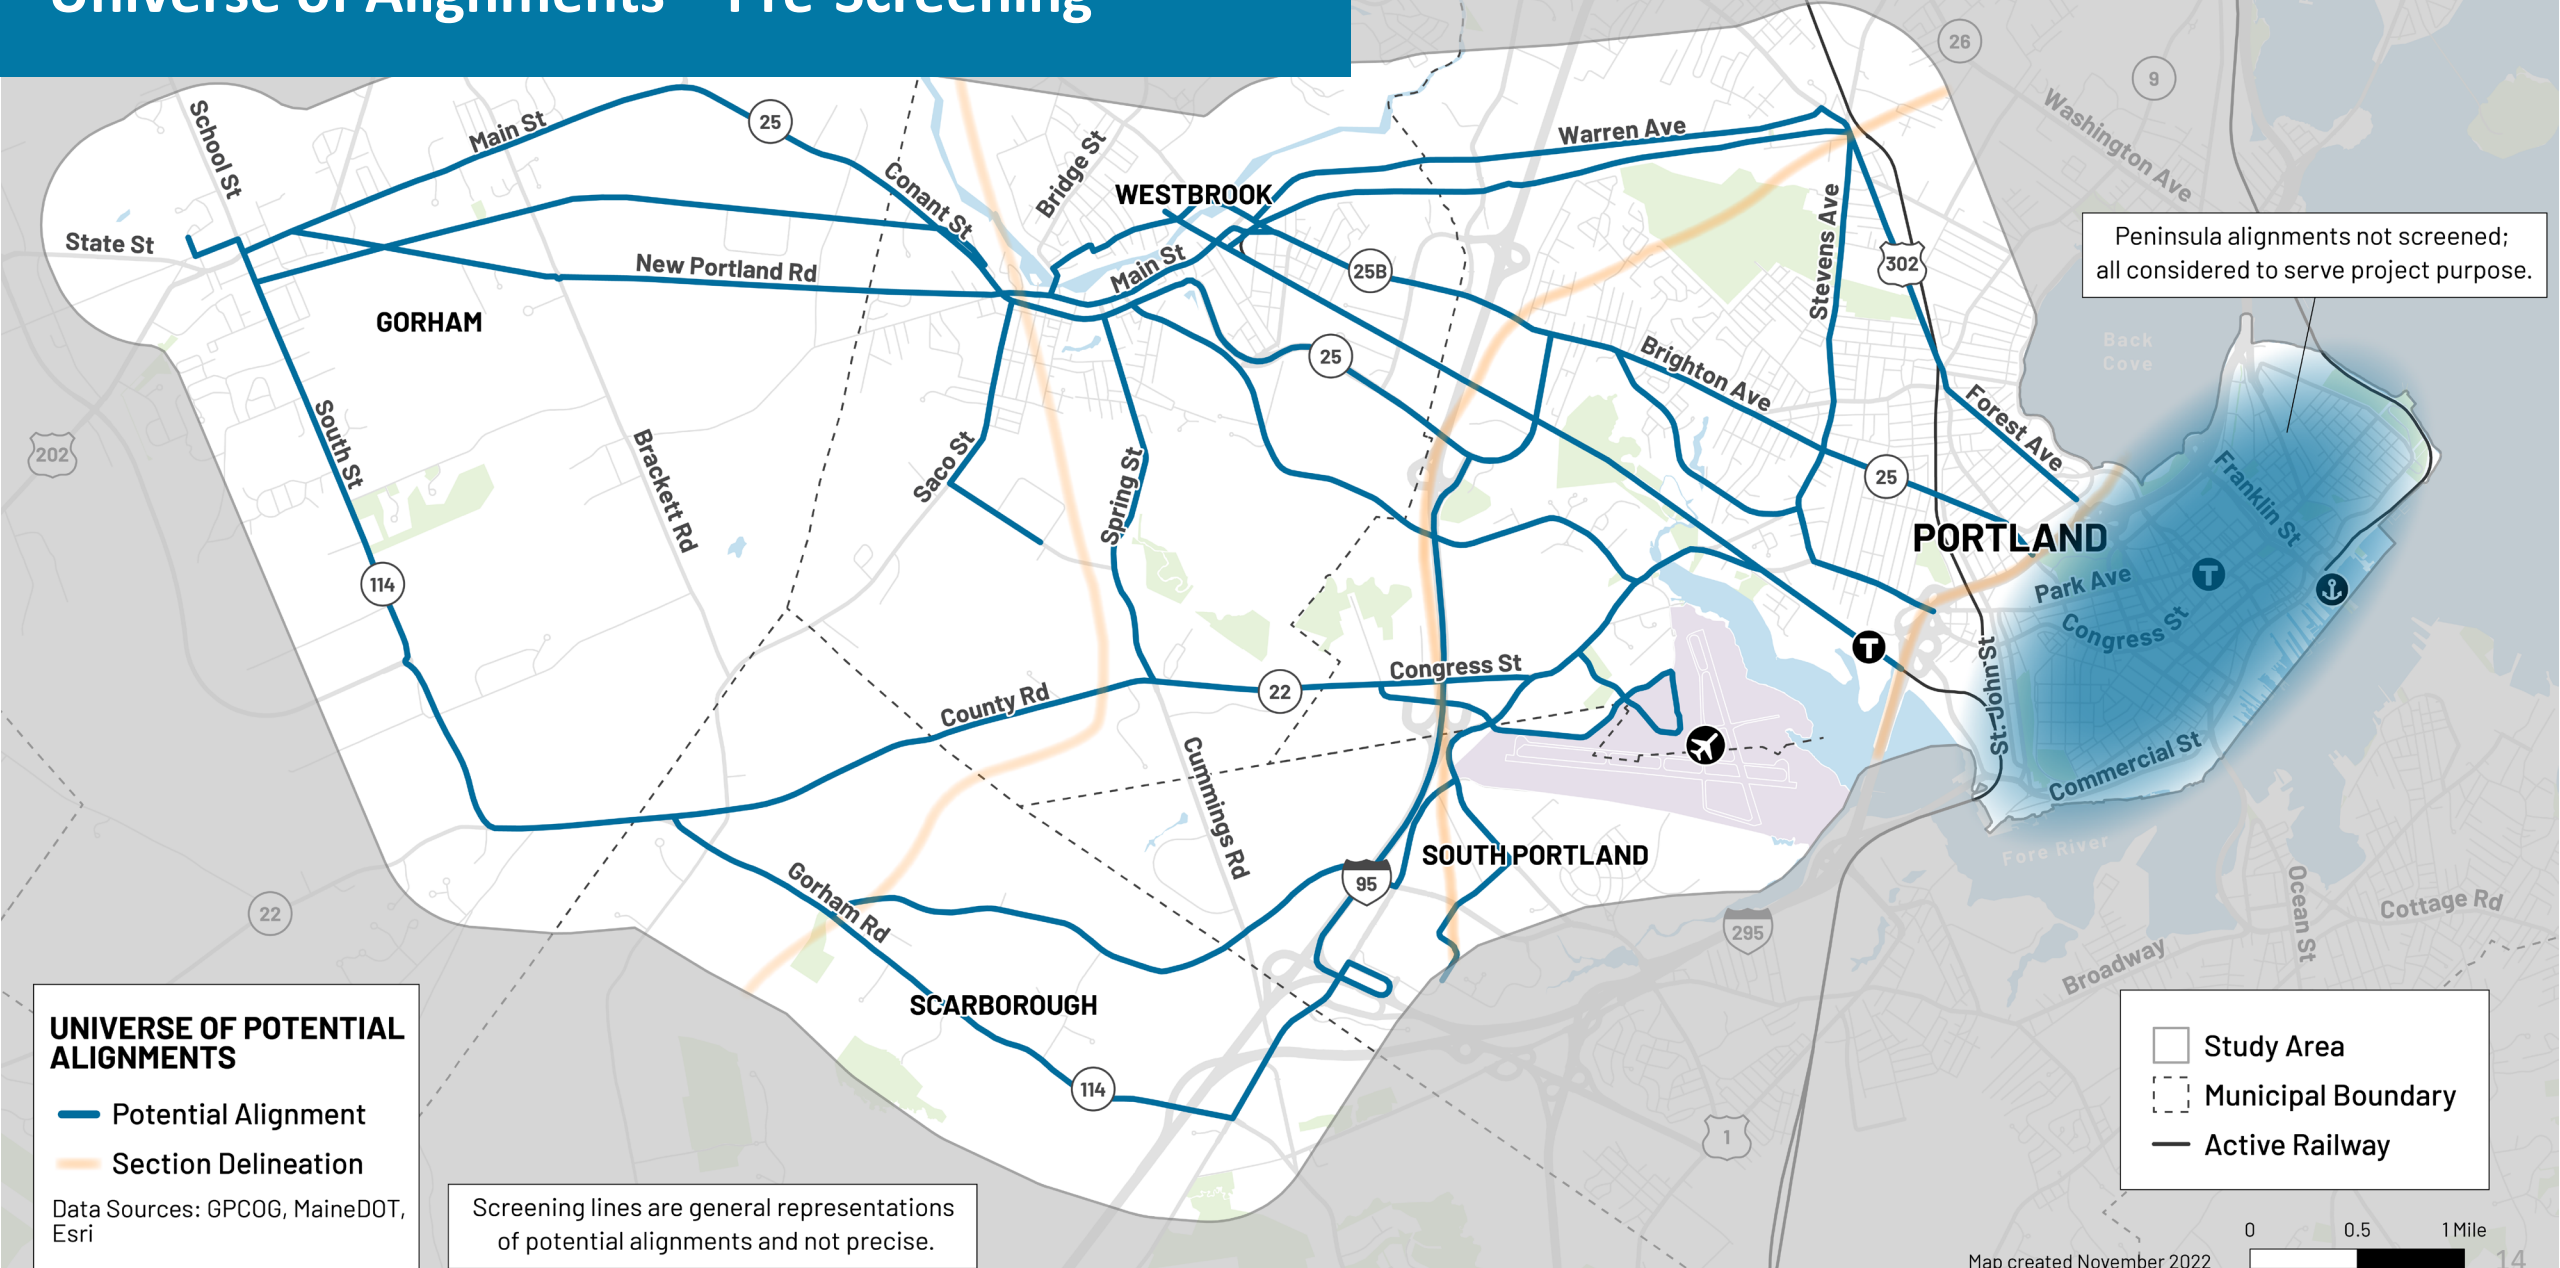 Universe of Alignments – Pre-Screening
26
9
Washington Ave
School St
Main St
25
Conant St
Bridge St
WESTBROOK
Warren Ave
Stevens Ave
302
State St
New Portland Rd
Main St
25B
Peninsula alignments not screened;
all considered to serve project purpose.
GORHAM
25
Brighton Ave
Back
Cove
Forest Ave
202
South St
Brackett Rd
Saco St
Spring St
25
Franklin St
PORTLAND
114
Park Ave
T
Congress St
T
St. John St
Congress St
22
County Rd
Cummings Rd
Commercial St
SOUTH PORTLAND
95
Fore River
Gorham Rd
22
295
Ocean St
Cottage Rd
Broadway
SCARBOROUGH
114
1
UNIVERSE OF POTENTIAL
ALIGNMENTS
Potential Alignment
Section Delineation
Data Sources: GPCOG, MaineDOT,
Esri
Screening lines are general representations
of potential alignments and not precise.
Study Area
Municipal Boundary
Active Railway
0 0.5 1 Mile
Map created November 2022
14